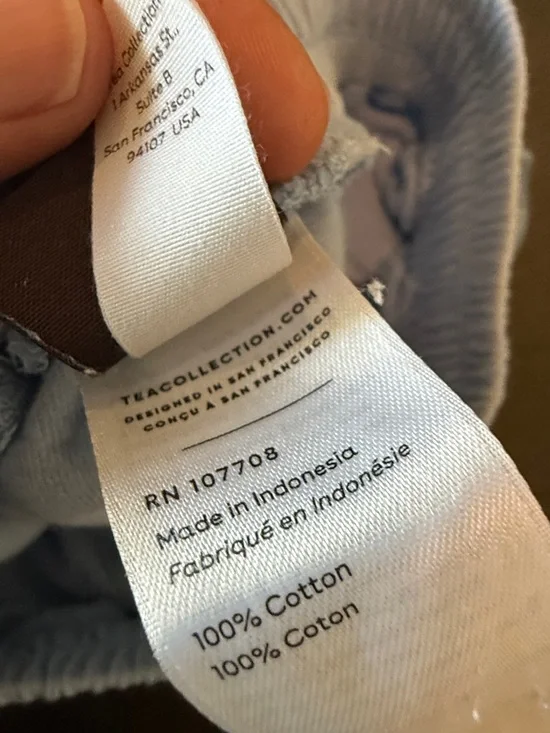 Collection
1 Arkansas St.,
Suite B
San Francisco, CA
94107 USA
TEACOLLECTION.COM
DESIGNED IN SAN FRANCISCO
CONÇU À SAN FRANCISCO
RN 107708
Made in Indonesia
Fabriqué en Indonésie
100% Cotton
100% Coton